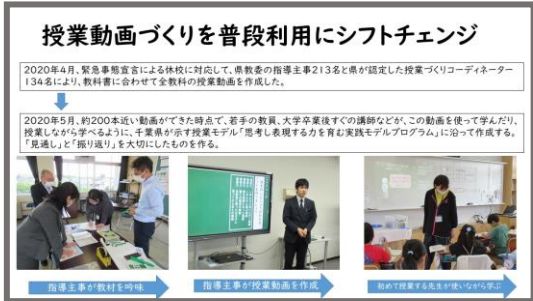 授業動画づくりを普段利用にシフトチェンジ
2020年4月、緊急事態宣言による休校に対応して、県教委の指導主事213名と県が認定した授業づくりコーディネーター
134名により、教科書に合わせて全教科の授業動画を作成した。
2020年5月、約200本近い動画ができた時点で、若手の教員、大学卒業後すぐの講師などが、この動画を使って学んだり、
授業しながら学べるように、千葉県が示す授業モデル「思考し表現する力を育む実践モデルプログラム」に沿って作成する。
「見通し」と「振り返り」を大切にしたものを作る。
指導主事が教材を吟味
指導主事が授業動画を作成
初めて授業する先生が使いながら学ぶ